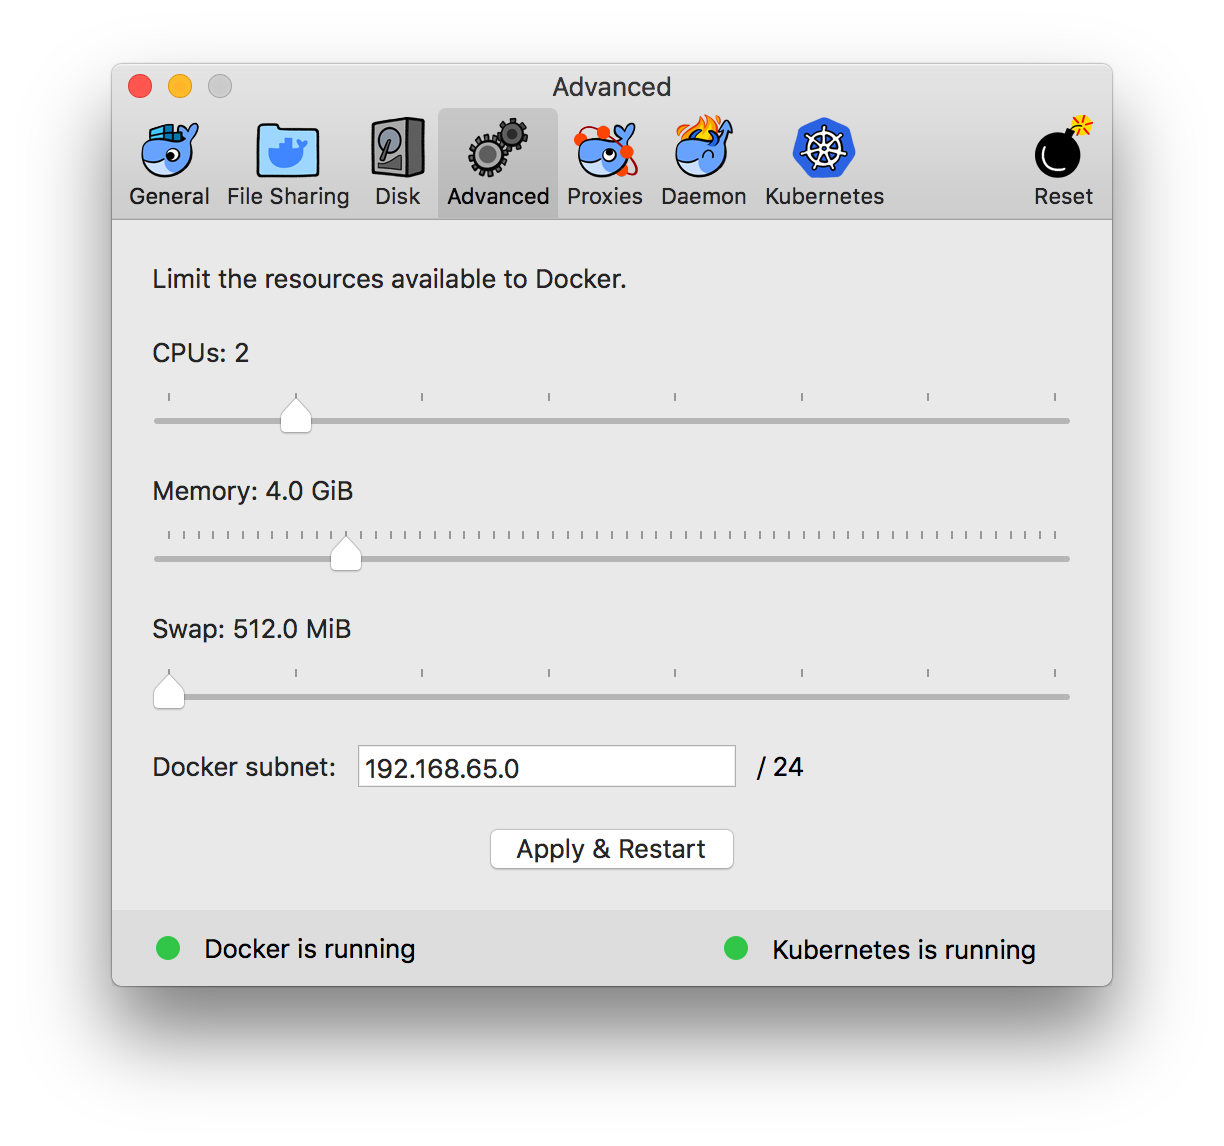 Advanced
General File Sharing Disk Advanced Proxies Daemon Kubernetes Reset
Limit the resources available to Docker.
CPUs: 2
Memory: 4.0 GiB
Swap: 512.0 MiB
Docker subnet: 192.168.65.0 / 24
Apply & Restart
Docker is running Kubernetes is running